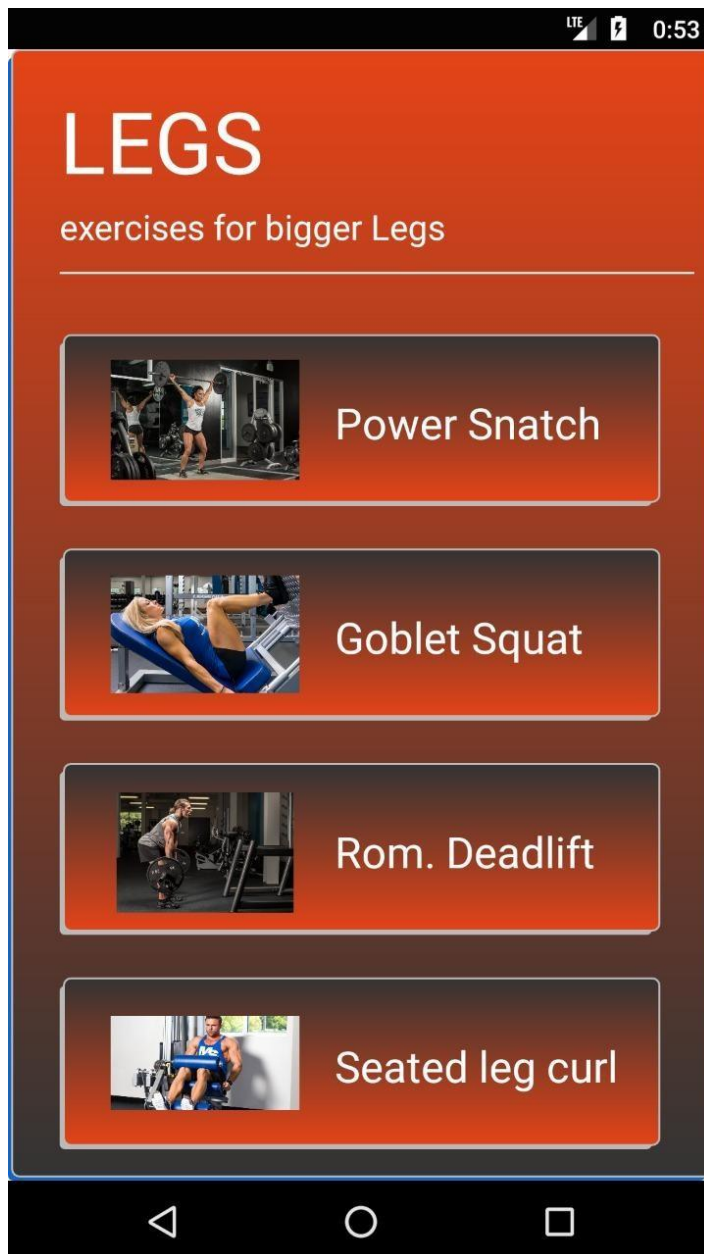 LTE
0:53
LEGS
exercises for bigger Legs
Power Snatch
Goblet Squat
Rom. Deadlift
Seated leg curl